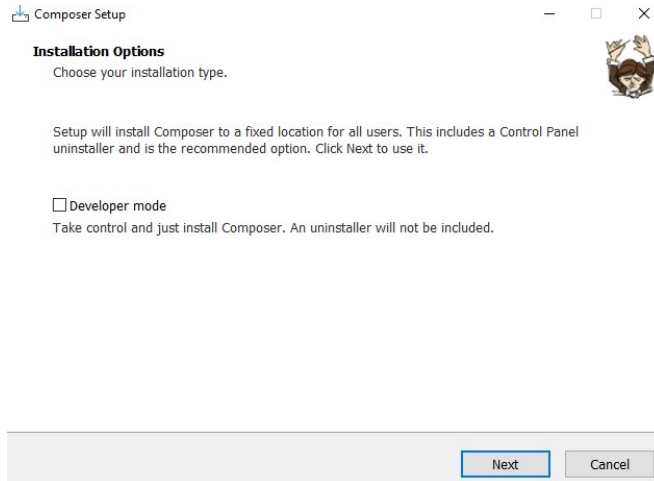 Composer Setup
Installation Options
Choose your installation type.
Setup will install Composer to a fixed location for all users. This includes a Control Panel
uninstaller and is the recommended option. Click Next to use it.
Developer mode
Take control and just install Composer. An uninstaller will not be included.
Next Cancel